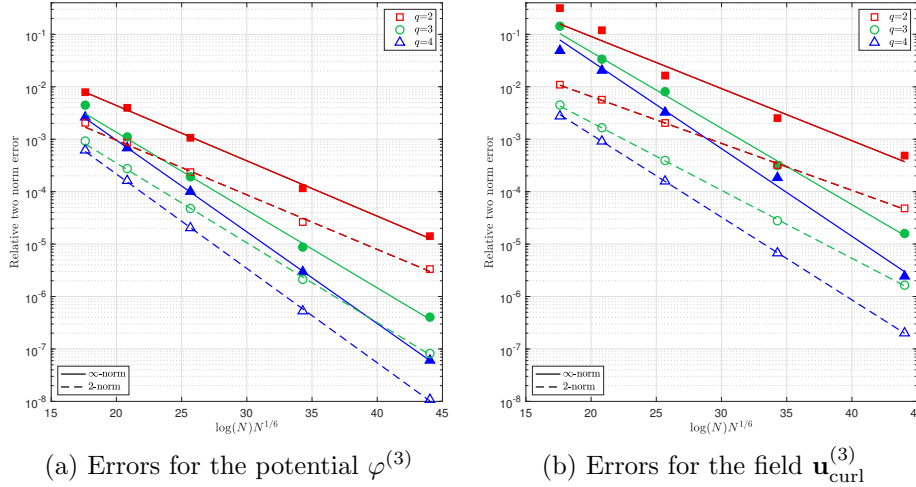 10^{-1}
10^{-2}
10^{-3}
10^{-4}
10^{-5}
10^{-6}
10^{-7}
10^{-8}
Relative two norm error
q=2
q=3
q=4
∞-norm
2-norm
15 20 25 30 35 40 45
log(N)N^{1/6}
(a) Errors for the potential φ^{(3)}
10^{-1}
10^{-2}
10^{-3}
10^{-4}
10^{-5}
10^{-6}
10^{-7}
10^{-8}
Relative two norm error
q=2
q=3
q=4
∞-norm
2-norm
15 20 25 30 35 40
log(N)N^{1/6}
(b) Errors for the field u_{curl}^{(3)}